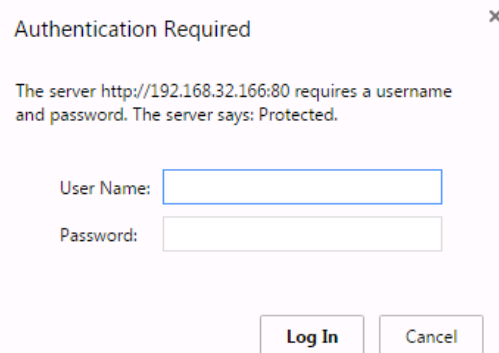 Authentication Required
The server http://192.168.32.166:80 requires a username
and password. The server says: Protected.
User Name:
Password:
Log In Cancel